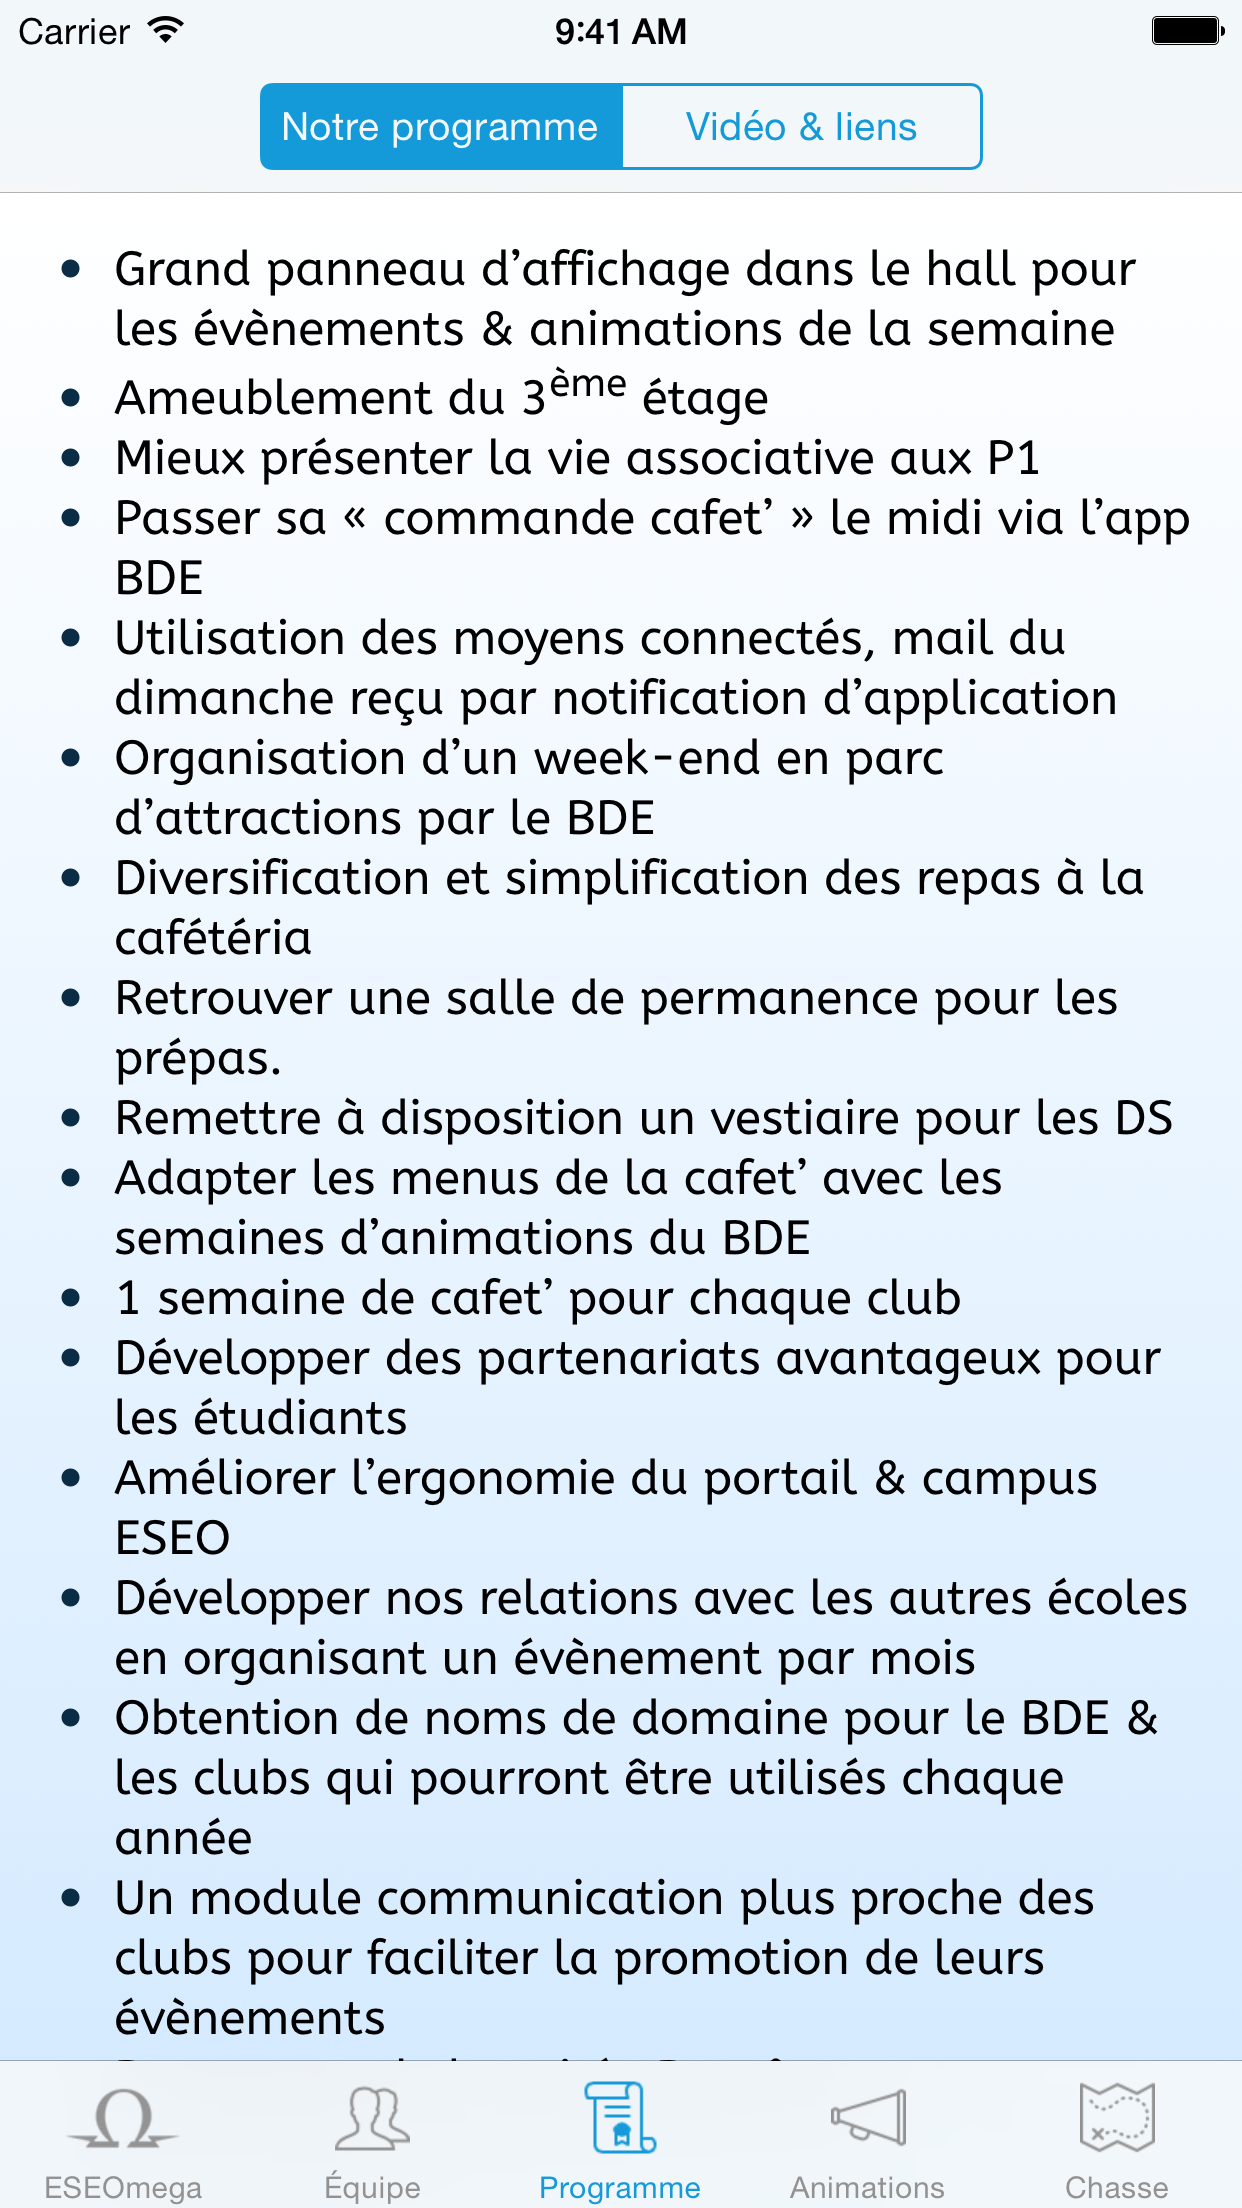 Carrier 9:41 AM
Notre programme Vidéo & liens
• Grand panneau d’affichage dans le hall pour
les évènements & animations de la semaine
• Ameublement du 3ème étage
• Mieux présenter la vie associative aux P1
• Passer sa « commande cafet’ » le midi via l’app
BDE
• Utilisation des moyens connectés, mail du
dimanche reçu par notification d’application
• Organisation d’un week-end en parc
d’attractions par le BDE
• Diversification et simplification des repas à la
cafétéria
• Retrouver une salle de permanence pour les
prépas.
• Remettre à disposition un vestiaire pour les DS
• Adapter les menus de la cafet’ avec les
semaines d’animations du BDE
• 1 semaine de cafet’ pour chaque club
• Développer des partenariats avantageux pour
les étudiants
• Améliorer l’ergonomie du portail & campus
ESEO
• Développer nos relations avec les autres écoles
en organisant un évènement par mois
• Obtention de noms de domaine pour le BDE &
les clubs qui pourront être utilisés chaque
année
• Un module communication plus proche des
clubs pour faciliter la promotion de leurs
évènements
ESEOmega Équipe Programme Animations Chasse